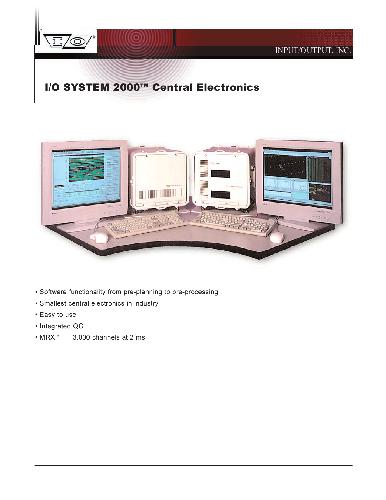 I/O®
INPUT/OUTPUT, INC.
I/O SYSTEM 2000™ Central Electronics
• Software functionality from pre-planning to pre-processing
• Smallest central electronics in industry
• Easy to use
• Integrated QC
• MRX 3,000 channels at 2 ms